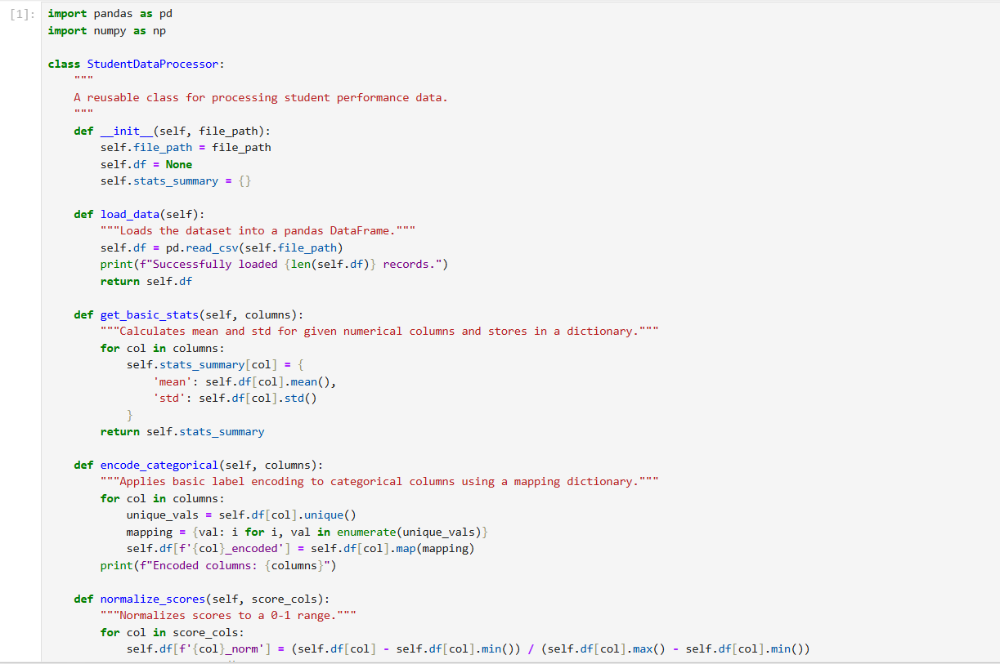 [1]: import pandas as pd
import numpy as np
class StudentDataProcessor:
"""
A reusable class for processing student performance data.
"""
def __init__(self, file_path):
self.file_path = file_path
self.df = None
self.stats_summary = {}
def load_data(self):
"""Loads the dataset into a pandas DataFrame."""
self.df = pd.read_csv(self.file_path)
print(f"Successfully loaded {len(self.df)} records.")
return self.df
def get_basic_stats(self, columns):
"""Calculates mean and std for given numerical columns and stores in a dictionary."""
for col in columns:
self.stats_summary[col] = {
'mean': self.df[col].mean(),
'std': self.df[col].std()
}
return self.stats_summary
def encode_categorical(self, columns):
"""Applies basic label encoding to categorical columns using a mapping dictionary."""
for col in columns:
unique_vals = self.df[col].unique()
mapping = {val: i for i, val in enumerate(unique_vals)}
self.df[f'{col}_encoded'] = self.df[col].map(mapping)
print(f"Encoded columns: {columns}")
def normalize_scores(self, score_cols):
"""Normalizes scores to a 0-1 range."""
for col in score_cols:
self.df[f'{col}_norm'] = (self.df[col] - self.df[col].min()) / (self.df[col].max() - self.df[col].min())